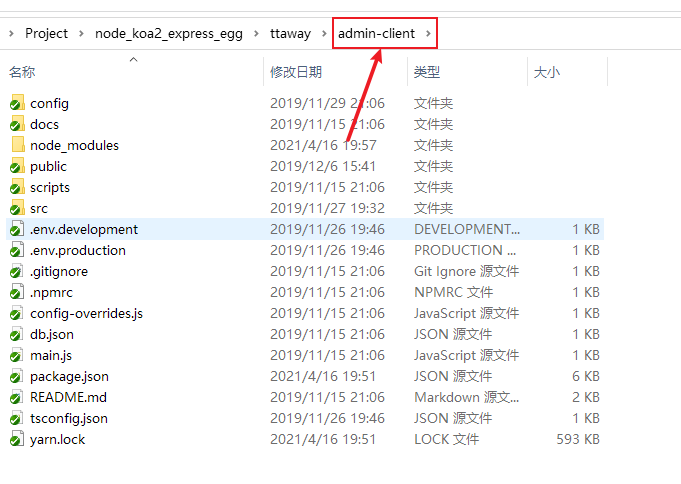 Project node_koa2_express_egg ttaway admin-client
名称 修改日期 类型 大小
config 2019/11/29 21:06 文件夹
docs 2019/11/15 21:06 文件夹
node_modules 2021/4/16 19:57 文件夹
public 2019/12/6 15:41 文件夹
scripts 2019/11/15 21:06 文件夹
src 2019/11/27 19:32 文件夹
.env.development 2019/11/26 19:46 DEVELOPMENT... 1 KB
.env.production 2019/11/26 19:46 PRODUCTION ... 1 KB
.gitignore 2019/11/15 21:06 Git Ignore 源文件 1 KB
.npmrc 2019/11/15 21:06 NPMRC 文件 1 KB
config-overrides.js 2019/11/15 21:06 JavaScript 源文件 1 KB
db.json 2019/11/15 21:06 JSON 源文件 1 KB
main.js 2019/11/15 21:06 JavaScript 源文件 1 KB
package.json 2021/4/16 19:51 JSON 源文件 6 KB
README.md 2019/11/15 21:06 Markdown 源文... 2 KB
tsconfig.json 2019/11/26 19:46 JSON 源文件 1 KB
yarn.lock 2021/4/16 19:51 LOCK 文件 593 KB